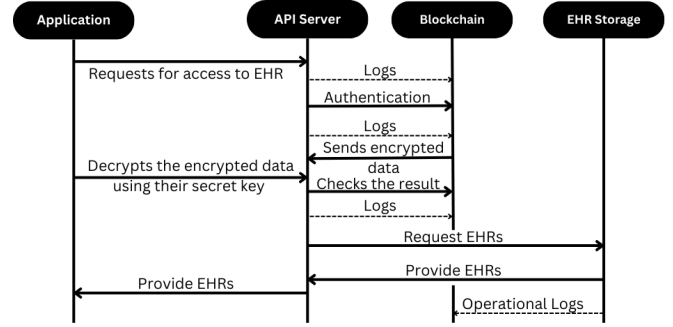 Application
API Server
Blockchain
EHR Storage
Requests for access to EHR
Logs
Authentication
Logs
Sends encrypted
data
Decrypts the encrypted data
using their secret key
Checks the result
Logs
Request EHRs
Provide EHRs
Provide EHRs
Operational Logs